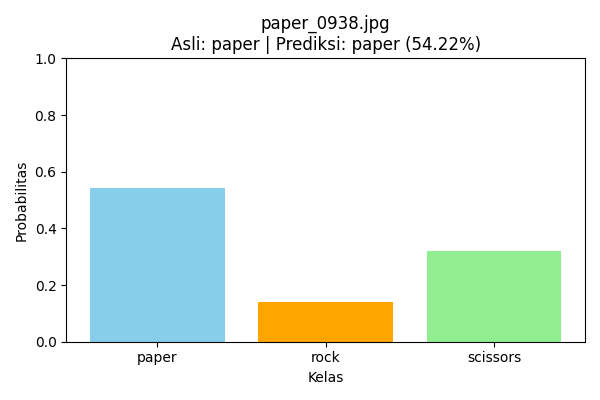 paper_0938.jpg
Asli: paper | Prediksi: paper (54.22%)
1.0
0.8
0.6
0.4
0.2
0.0
Probabilitas
paper rock scissors
Kelas